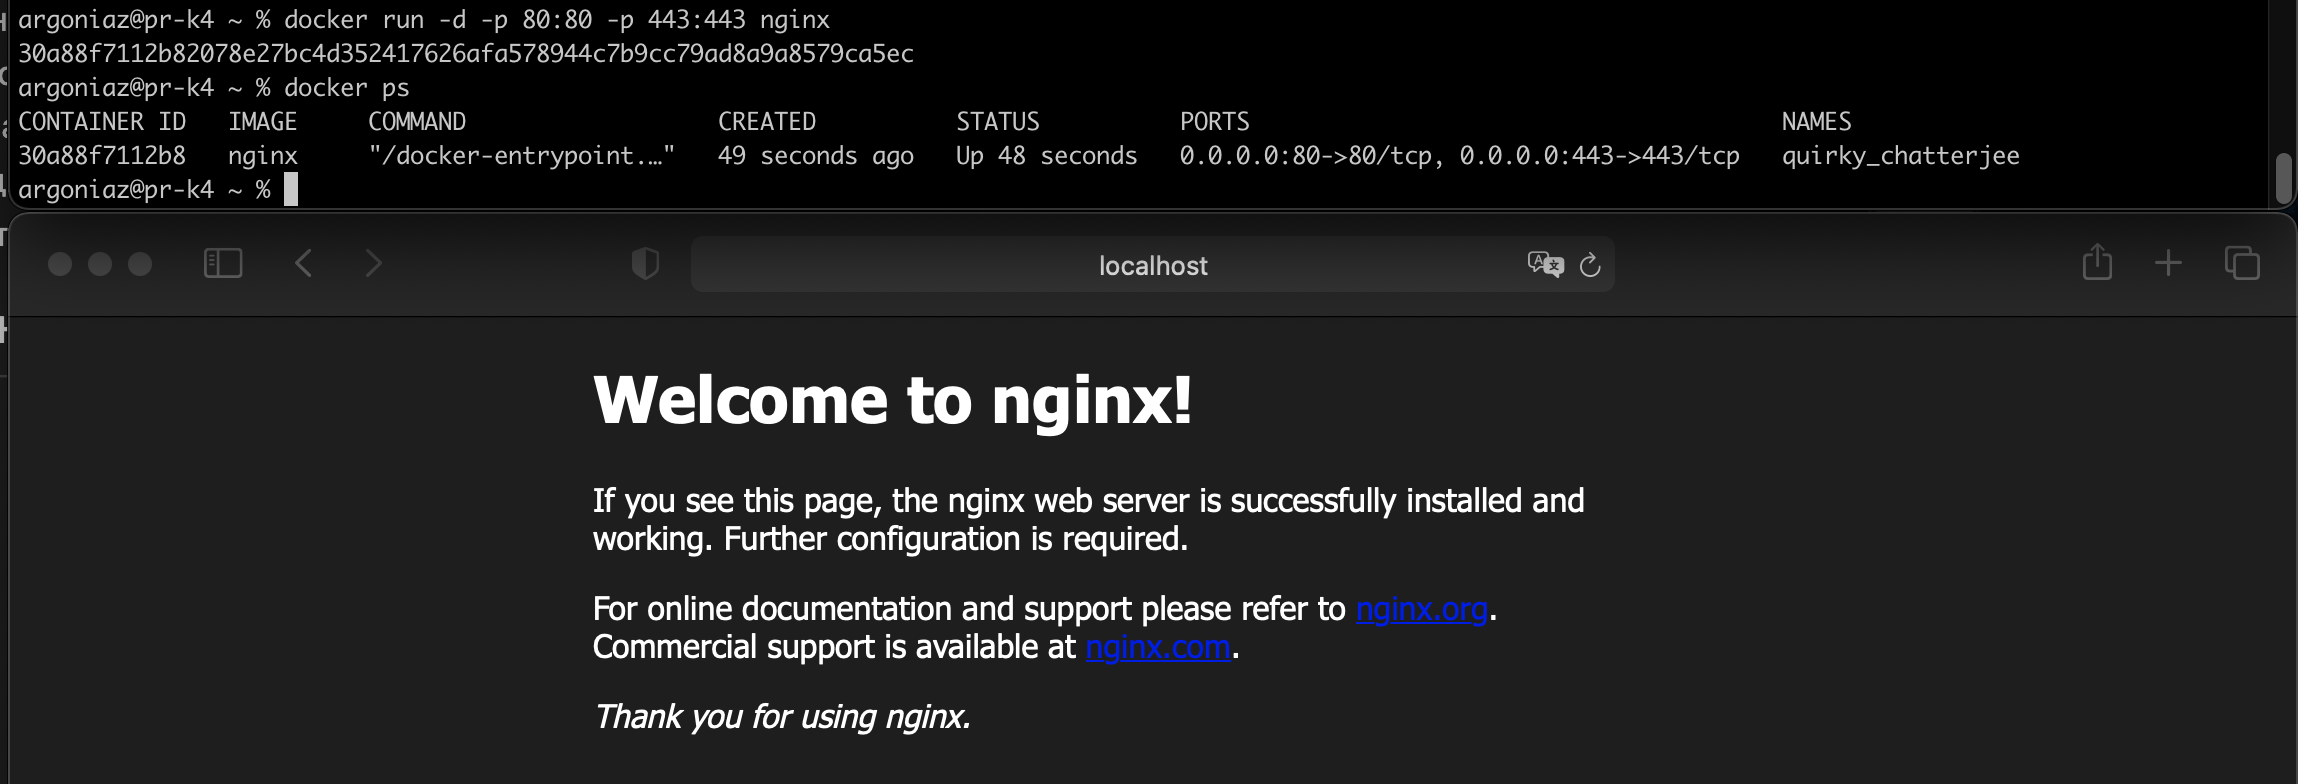 argoniaz@pr-k4 ~ % docker run -d -p 80:80 -p 443:443 nginx
30a88f7112b82078e27bc4d352417626afa578944c7b9cc79ad8a9a8579ca5ec
argoniaz@pr-k4 ~ % docker ps
CONTAINER ID   IMAGE     COMMAND                  CREATED          STATUS          PORTS                                      NAMES
30a88f7112b8   nginx     "/docker-entrypoint.…"   49 seconds ago   Up 48 seconds   0.0.0.0:80->80/tcp, 0.0.0.0:443->443/tcp   quirky_chatterjee
argoniaz@pr-k4 ~ %
localhost
Welcome to nginx!
If you see this page, the nginx web server is successfully installed and
working. Further configuration is required.
For online documentation and support please refer to nginx.org.
Commercial support is available at nginx.com.
Thank you for using nginx.